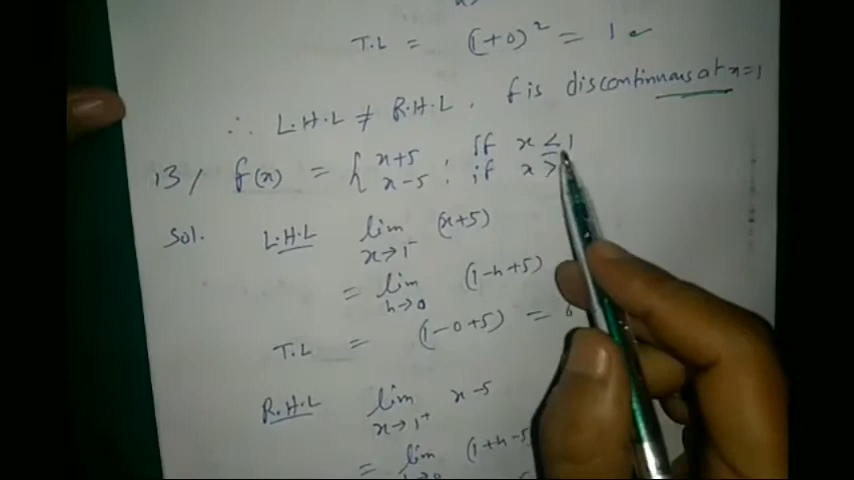 T.L = (1+0)² = 1 ✓
∴ L.H.L ≠ R.H.L . f is discontinuous at x=1
13/ f(x) = { x+5 ; if x ≤ 1
x-5 ; if x >
Sol. L.H.L lim (x+5)
x→1⁻
= lim (1-h+5)
h→0
T.L = (1-0+5) = 6
R.H.L lim x-5
x→1⁺
= lim (1+h-5